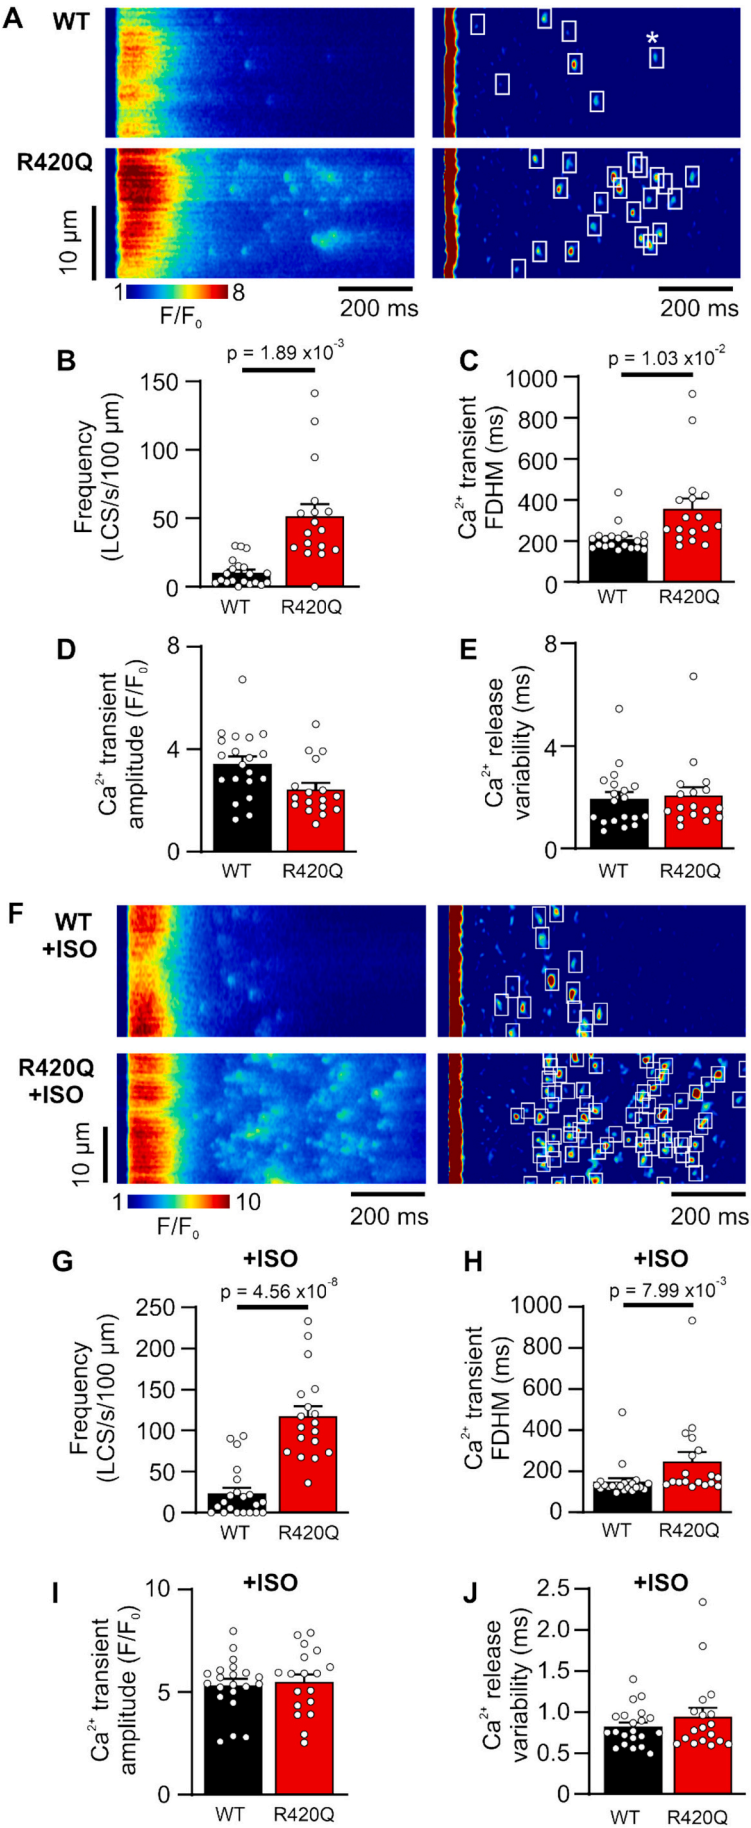 A
WT
*
R420Q
10 µm
1 8
F/F0
200 ms 200 ms
B
p = 1.89 x10-3
Frequency
(LCS/s/100 µm)
150
100
50
0
WT R420Q
C
p = 1.03 x10-2
Ca2+ transient
FDHM (ms)
1000
800
600
400
200
0
WT R420Q
D
Ca2+ transient
amplitude (F/F0)
8
4
0
WT R420Q
E
Ca2+ release
variability (ms)
8
4
0
WT R420Q
F
WT
+ISO
R420Q
+ISO
10 µm
1 10
F/F0
200 ms 200 ms
G
+ISO
p = 4.56 x10-8
Frequency
(LCS/s/100 µm)
250
200
150
100
50
0
WT R420Q
H
+ISO
p = 7.99 x10-3
Ca2+ transient
FDHM (ms)
1000
800
600
400
200
0
WT R420Q
I
+ISO
Ca2+ transient
amplitude (F/F0)
10
5
0
WT R420Q
J
+ISO
Ca2+ release
variability (ms)
2.5
2.0
1.5
1.0
0.5
0
WT R420Q